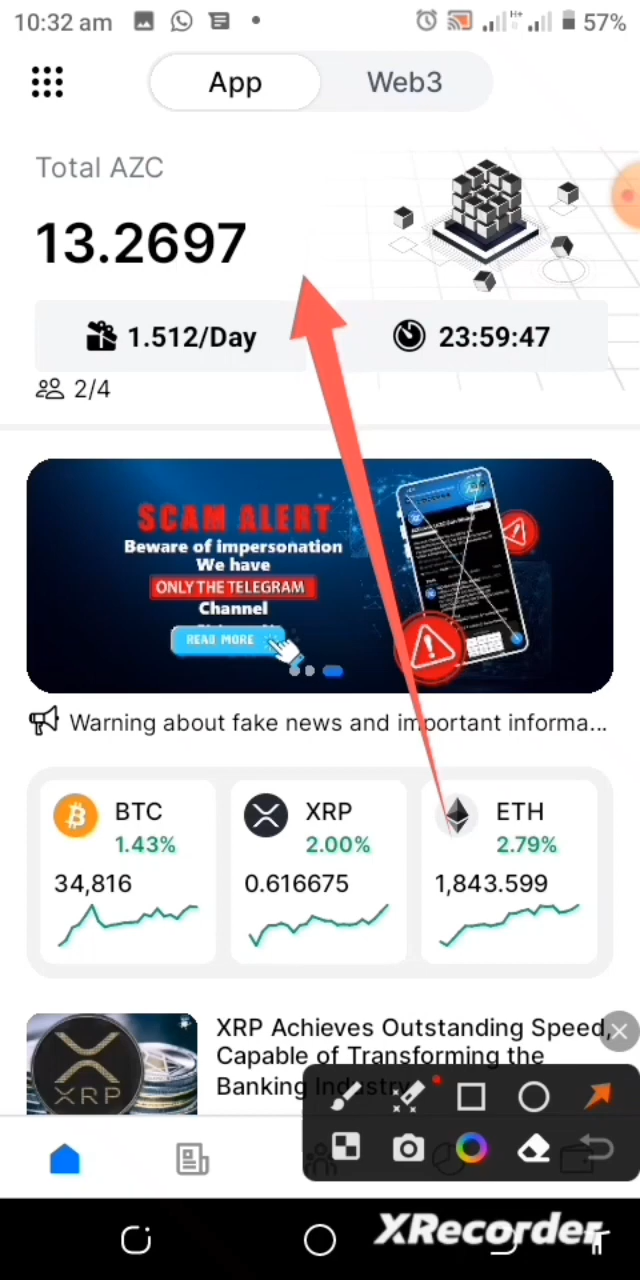 10:32 am
H+
57%
App
Web3
Total AZC
13.2697
1.512/Day
23:59:47
2/4
SCAM ALERT
Beware of impersonation
We have
ONLY THE TELEGRAM
Channel
READ MORE
Warning about fake news and important informa...
BTC
1.43%
34,816
XRP
2.00%
0.616675
ETH
2.79%
1,843.599
XRP
XRP Achieves Outstanding Speed,
Capable of Transforming the
Banking Industry
XRecorder